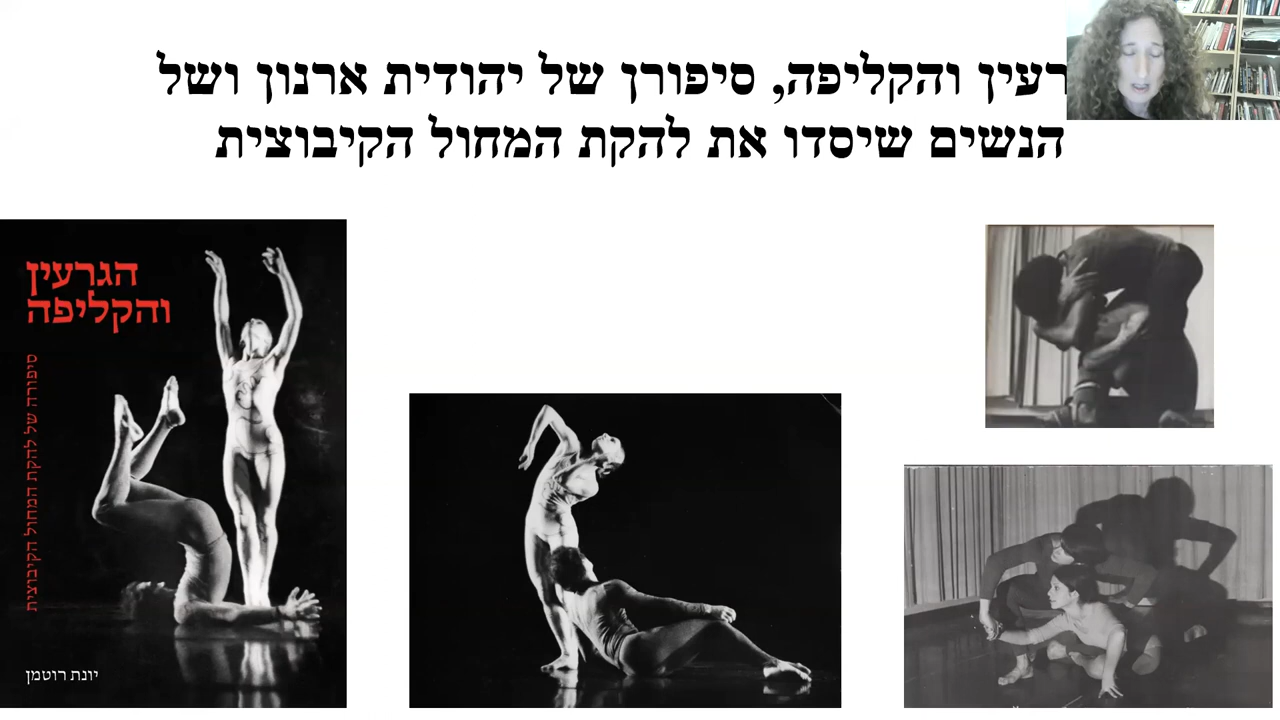 רעין והקליפה, סיפורן של יהודית ארנון ושל
הנשים שיסדו את להקת המחול הקיבוצית
הגרעין
והקליפה
סיפורה של להקת המחול הקיבוצית
יונת רוטמן